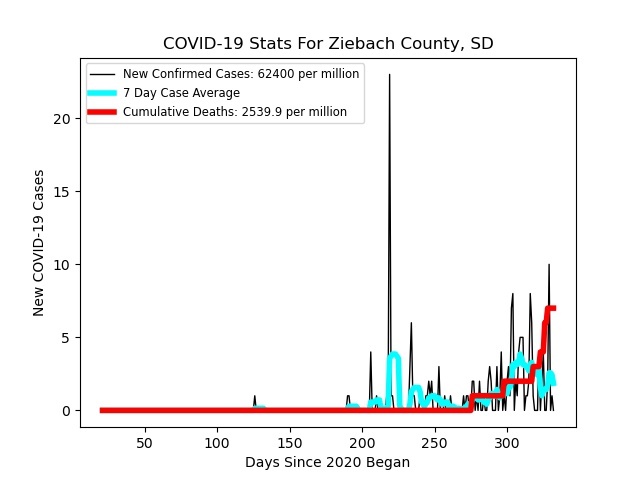 COVID-19 Stats For Ziebach County, SD
New Confirmed Cases: 62400 per million
7 Day Case Average
Cumulative Deaths: 2539.9 per million
New COVID-19 Cases
20
15
10
5
0
50 100 150 200 250 300
Days Since 2020 Began